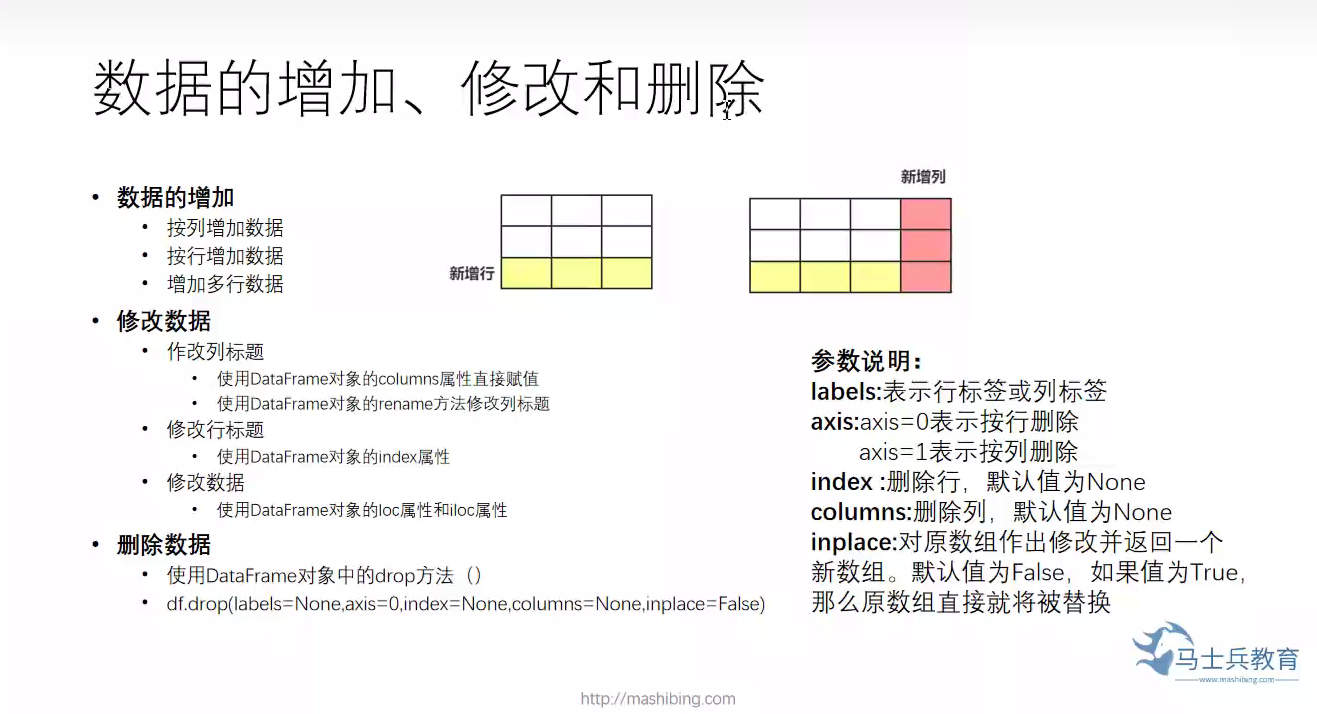 数据的增加、修改和删除
• 数据的增加
• 按列增加数据
• 按行增加数据
• 增加多行数据
新增行
新增列
• 修改数据
• 作改列标题
• 使用DataFrame对象的columns属性直接赋值
• 使用DataFrame对象的rename方法修改列标题
• 修改行标题
• 使用DataFrame对象的index属性
• 修改数据
• 使用DataFrame对象的loc属性和iloc属性
• 删除数据
• 使用DataFrame对象中的drop方法（）
• df.drop(labels=None,axis=0,index=None,columns=None,inplace=False)
参数说明：
labels:表示行标签或列标签
axis:axis=0表示按行删除
axis=1表示按列删除
index :删除行，默认值为None
columns:删除列，默认值为None
inplace:对原数组作出修改并返回一个
新数组。默认值为False，如果值为True，
那么原数组直接就将被替换
马士兵教育
www.mashibing.com
http://mashibing.com